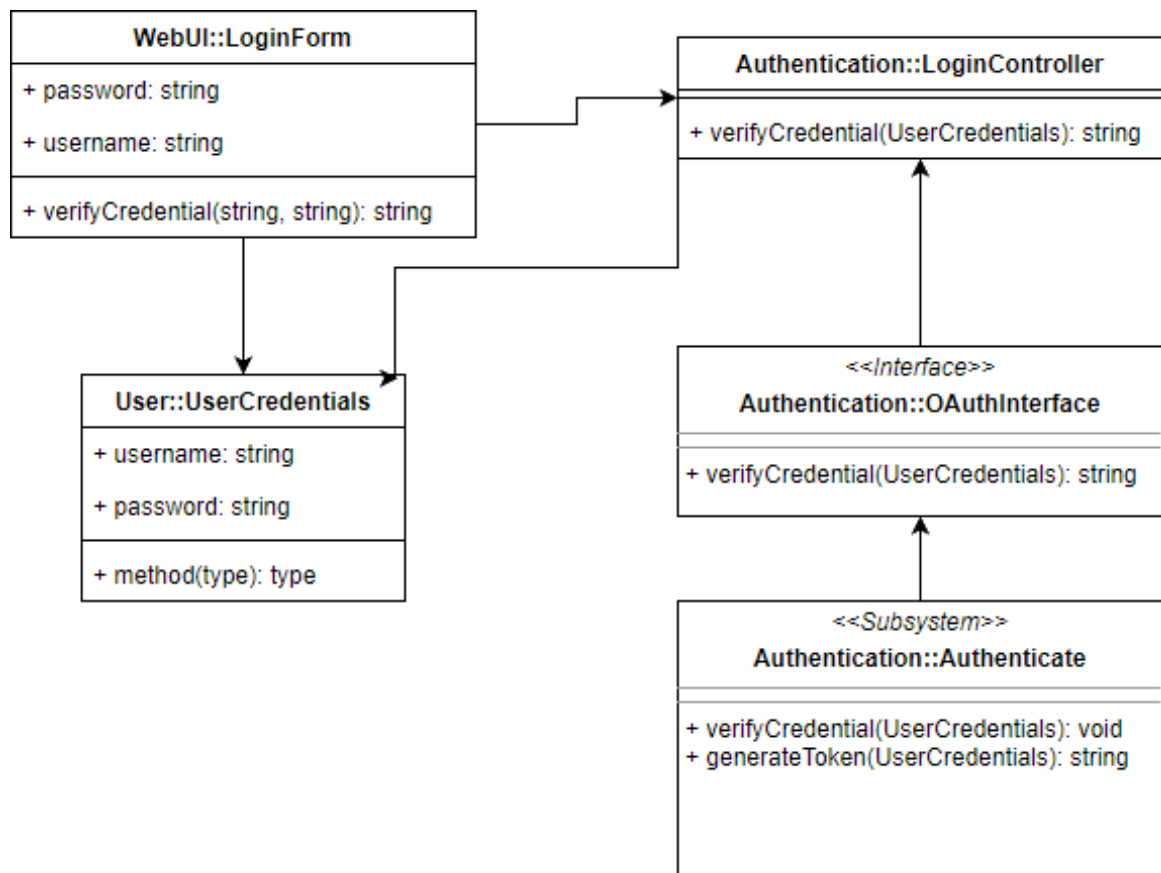 WebUI::LoginForm
+ password: string
+ username: string
+ verifyCredential(string, string): string
Authentication::LoginController
+ verifyCredential(UserCredentials): string
User::UserCredentials
+ username: string
+ password: string
+ method(type): type
<<Interface>>
Authentication::OAuthInterface
+ verifyCredential(UserCredentials): string
<<Subsystem>>
Authentication::Authenticate
+ verifyCredential(UserCredentials): void
+ generateToken(UserCredentials): string